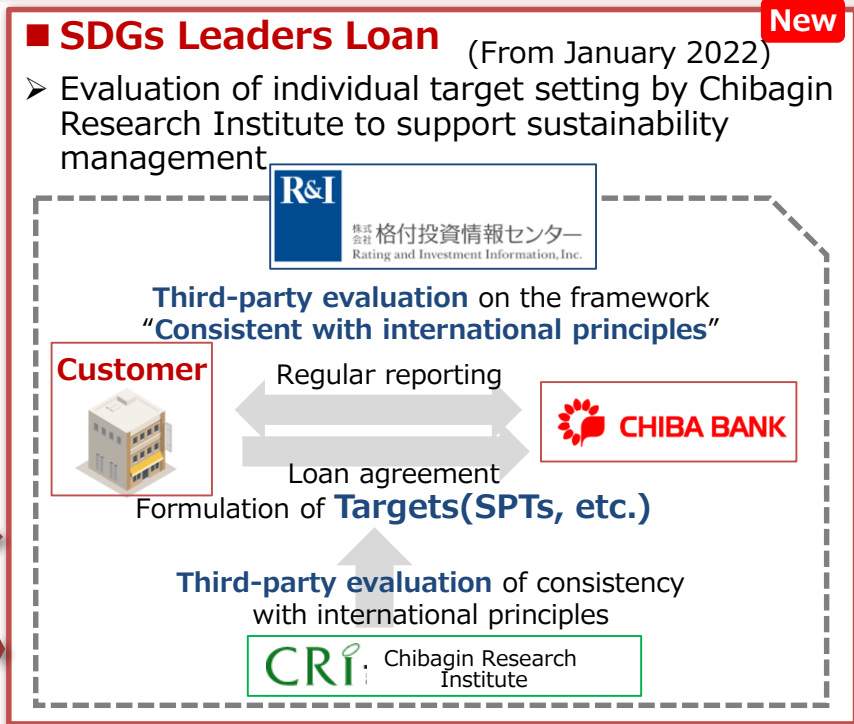 New
■ SDGs Leaders Loan (From January 2022)
➢ Evaluation of individual target setting by Chibagin
Research Institute to support sustainability
management
R&I
株式会社 格付投資情報センター
Rating and Investment Information, Inc.
Third-party evaluation on the framework
“Consistent with international principles”
Customer
Regular reporting
CHIBA BANK
Loan agreement
Formulation of Targets(SPTs, etc.)
Third-party evaluation of consistency
with international principles
CRI
Chibagin Research
Institute